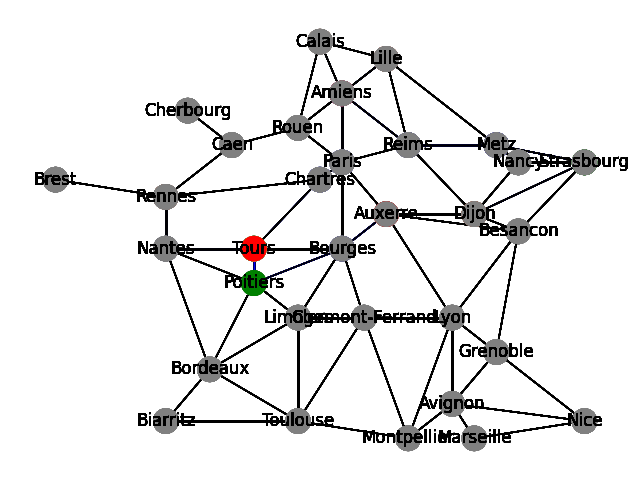 Calais
Lille
Amiens
Cherbourg
Rouen
Caen
Reims
Metz
Paris
Nancy
Strasbourg
Brest
Chartres
Rennes
Auxerre
Dijon
Besancon
Nantes
Tours
Bourges
Poitiers
Limoges
Clermont-Ferrand
Lyon
Grenoble
Bordeaux
Avignon
Biarritz
Toulouse
Montpellier
Marseille
Nice